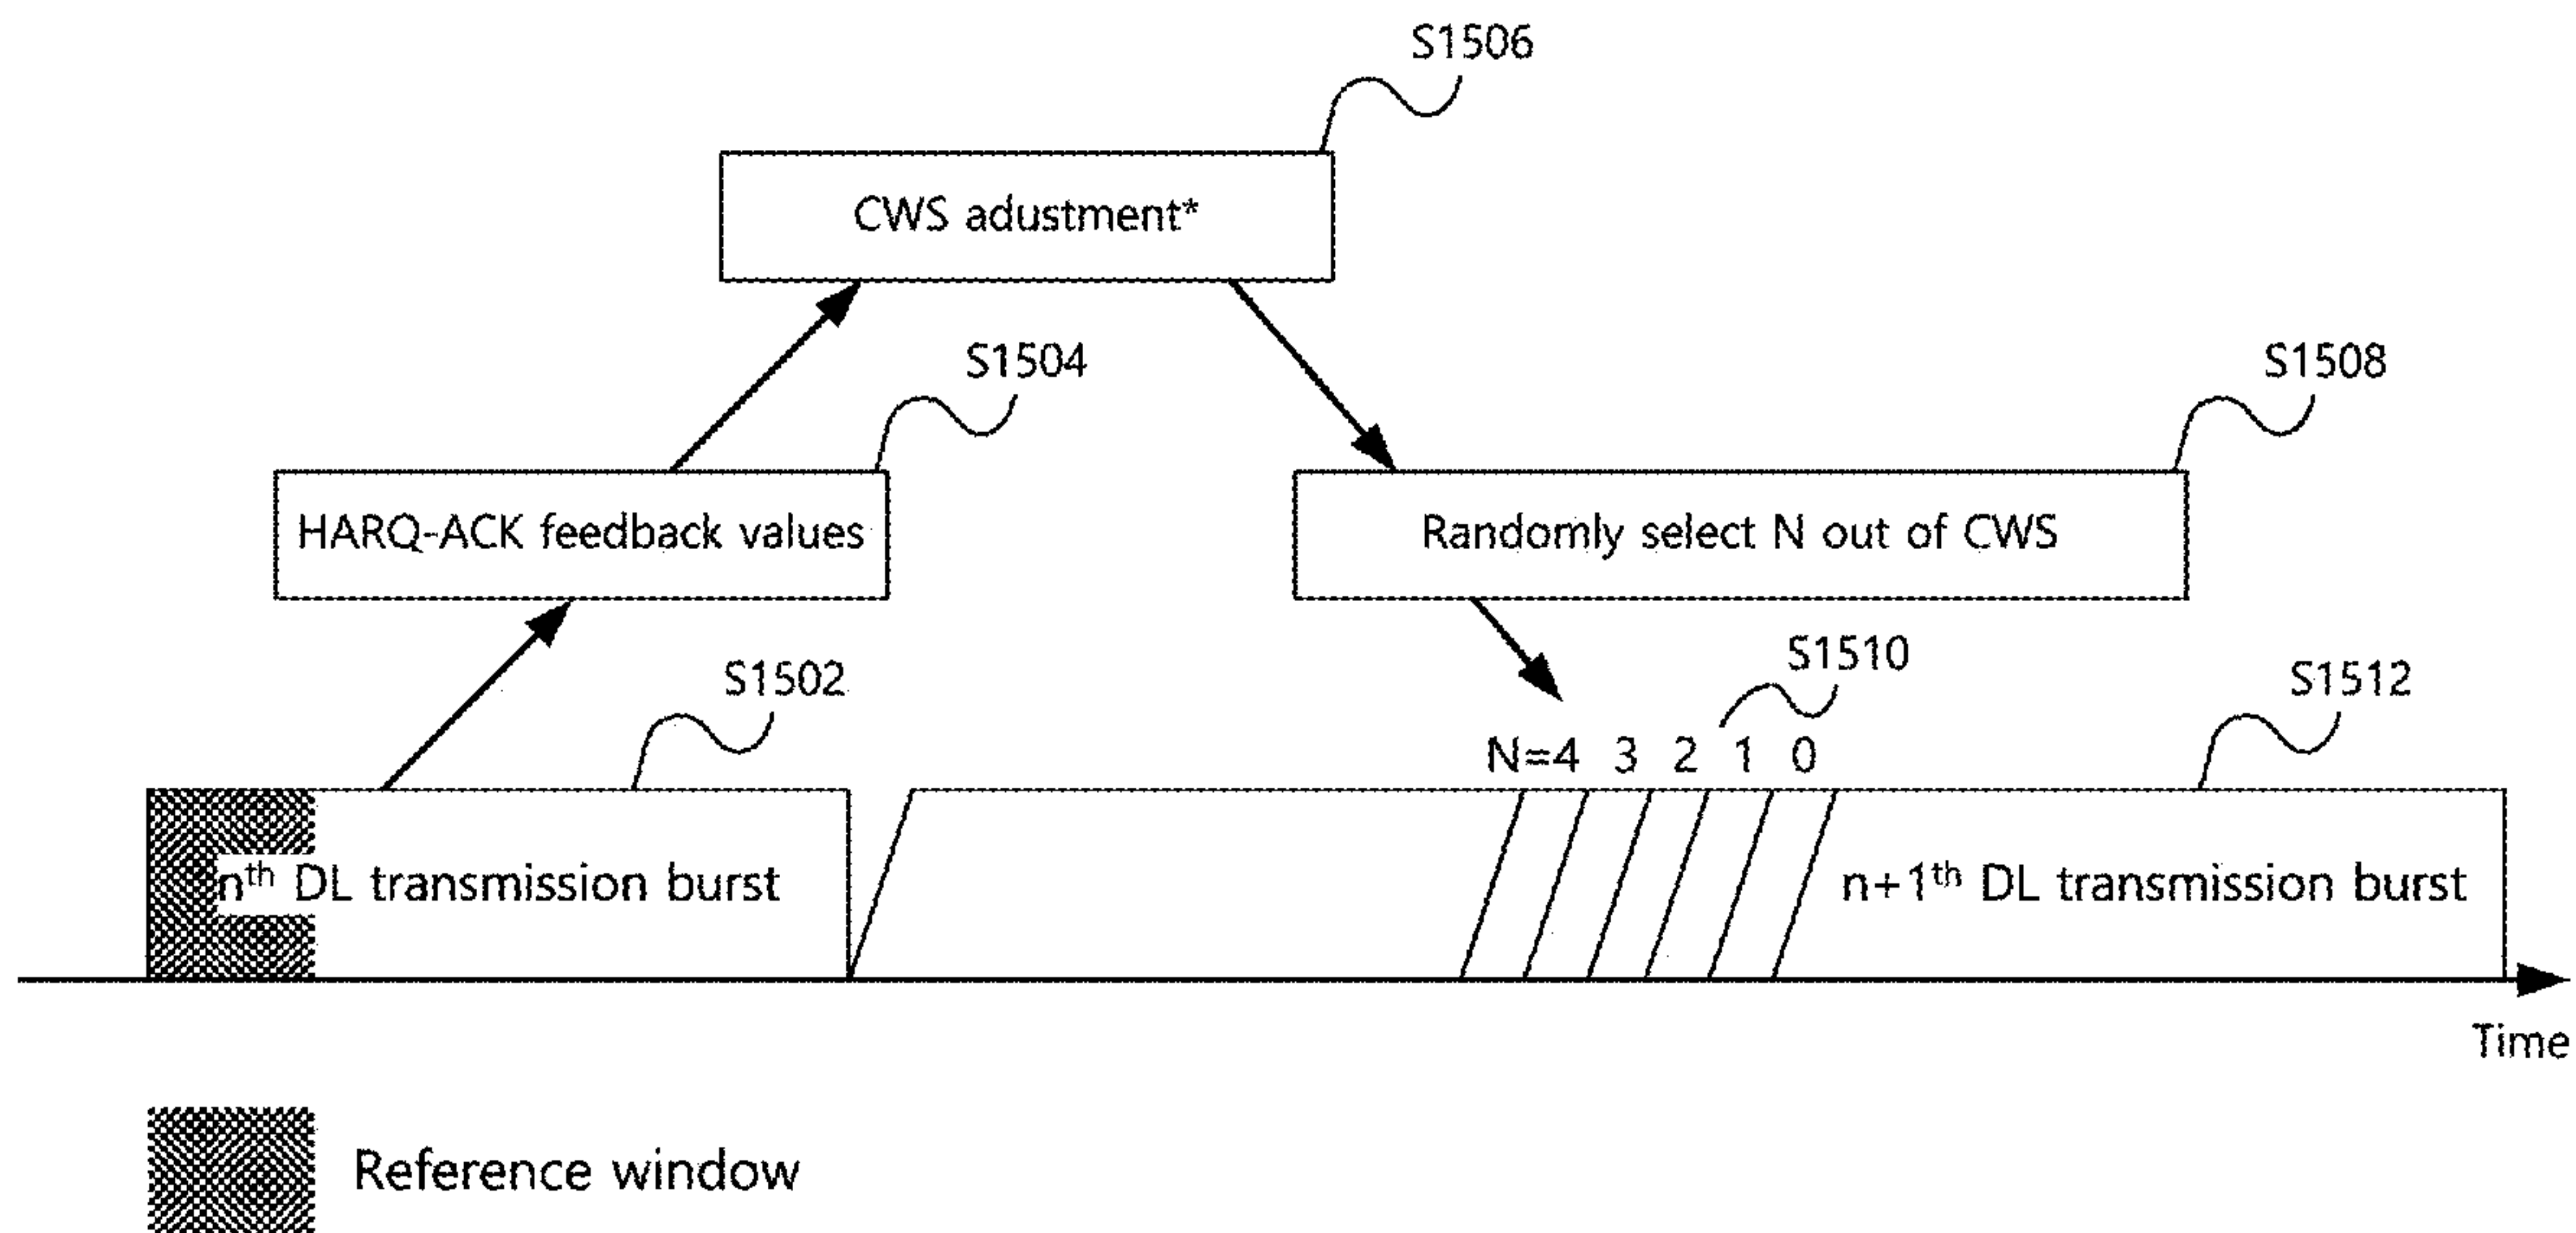 S1506
CWS adustment*
S1504
S1508
HARQ-ACK feedback values
Randomly select N out of CWS
S1502
S1510
S1512
N=4 3 2 1 0
nth DL transmission burst
n+1th DL transmission burst
Time
Reference window